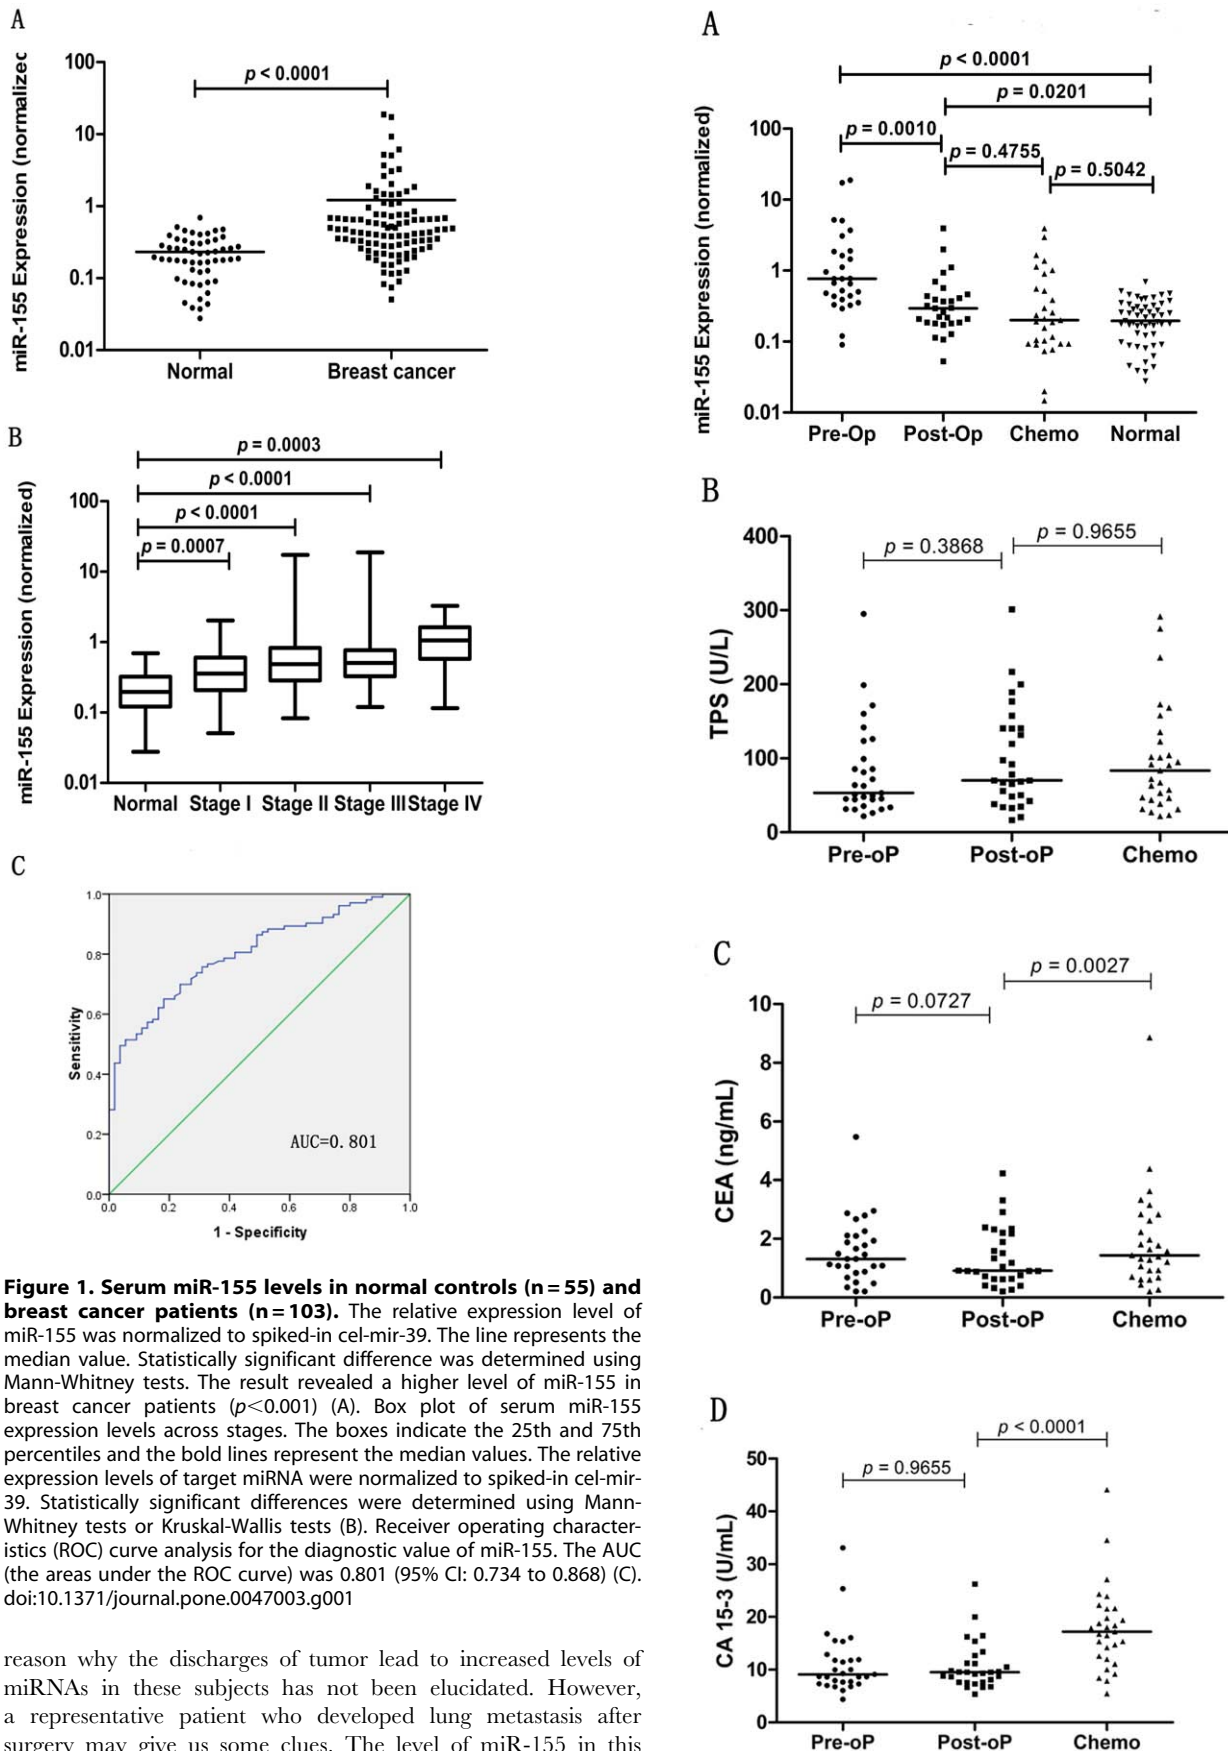 A
miR-155 Expression (normalized
100
10
1
0.1
0.01
p < 0.0001
Normal
Breast cancer
B
miR-155 Expression (normalized)
100
10
1
0.1
0.01
p = 0.0003
p < 0.0001
p < 0.0001
p = 0.0007
Normal Stage I Stage II Stage III Stage IV
C
Sensitivity
1.0
0.8
0.6
0.4
0.2
0.0
AUC=0.801
0.0 0.2 0.4 0.6 0.8 1.0
1 - Specificity
Figure 1. Serum miR-155 levels in normal controls (n = 55) and
breast cancer patients (n = 103). The relative expression level of
miR-155 was normalized to spiked-in cel-mir-39. The line represents the
median value. Statistically significant difference was determined using
Mann-Whitney tests. The result revealed a higher level of miR-155 in
breast cancer patients (p<0.001) (A). Box plot of serum miR-155
expression levels across stages. The boxes indicate the 25th and 75th
percentiles and the bold lines represent the median values. The relative
expression levels of target miRNA were normalized to spiked-in cel-mir-
39. Statistically significant differences were determined using Mann-
Whitney tests or Kruskal-Wallis tests (B). Receiver operating character-
istics (ROC) curve analysis for the diagnostic value of miR-155. The AUC
(the areas under the ROC curve) was 0.801 (95% CI: 0.734 to 0.868) (C).
doi:10.1371/journal.pone.0047003.g001
reason why the discharges of tumor lead to increased levels of
miRNAs in these subjects has not been elucidated. However,
a representative patient who developed lung metastasis after
surgery may give us some clues. The level of miR-155 in this
A
miR-155 Expression (normalized)
100
10
1
0.1
0.01
p < 0.0001
p = 0.0201
p = 0.0010
p = 0.4755
p = 0.5042
Pre-Op Post-Op Chemo Normal
B
TPS (U/L)
400
300
200
100
0
p = 0.3868
p = 0.9655
Pre-oP Post-oP Chemo
C
CEA (ng/mL)
10
8
6
4
2
0
p = 0.0727
p = 0.0027
Pre-oP Post-oP Chemo
D
CA 15-3 (U/mL)
50
40
30
20
10
0
p = 0.9655
p < 0.0001
Pre-oP Post-oP Chemo